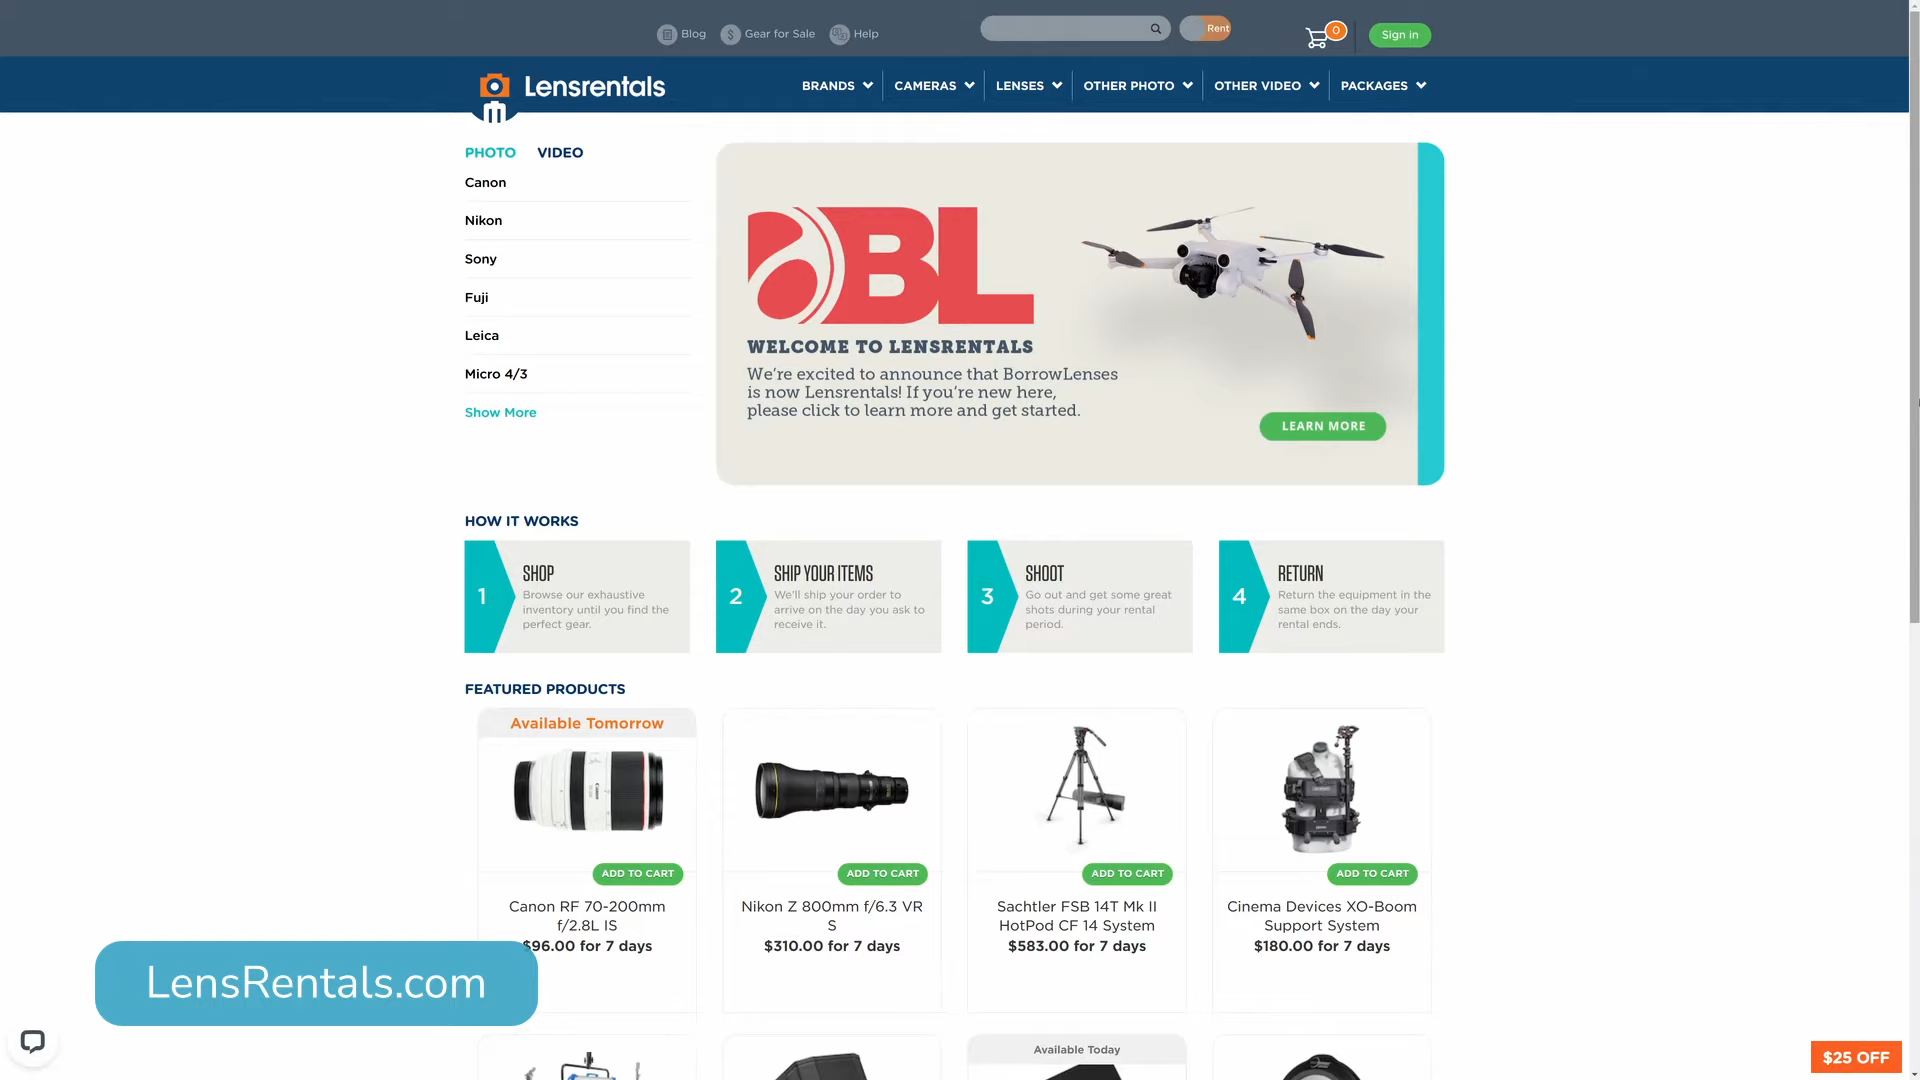 Blog
Gear for Sale
Help
Rent
0
Sign in
Lensrentals
BRANDS
CAMERAS
LENSES
OTHER PHOTO
OTHER VIDEO
PACKAGES
PHOTO VIDEO
Canon
Nikon
Sony
Fuji
Leica
Micro 4/3
Show More
BL
WELCOME TO LENSRENTALS
We're excited to announce that BorrowLenses
is now Lensrentals! If you're new here,
please click to learn more and get started.
LEARN MORE
HOW IT WORKS
1
SHOP
Browse our exhaustive
inventory until you find the
perfect gear.
2
SHIP YOUR ITEMS
We'll ship your order to
arrive on the day you ask to
receive it.
3
SHOOT
Go out and get some great
shots during your rental
period.
4
RETURN
Return the equipment in the
same box on the day your
rental ends.
FEATURED PRODUCTS
Available Tomorrow
ADD TO CART
Canon RF 70-200mm
f/2.8L IS
$96.00 for 7 days
ADD TO CART
Nikon Z 800mm f/6.3 VR
S
$310.00 for 7 days
ADD TO CART
Sachtler FSB 14T Mk II
HotPod CF 14 System
$583.00 for 7 days
ADD TO CART
Cinema Devices XO-Boom
Support System
$180.00 for 7 days
LensRentals.com
Available Today
$25 OFF